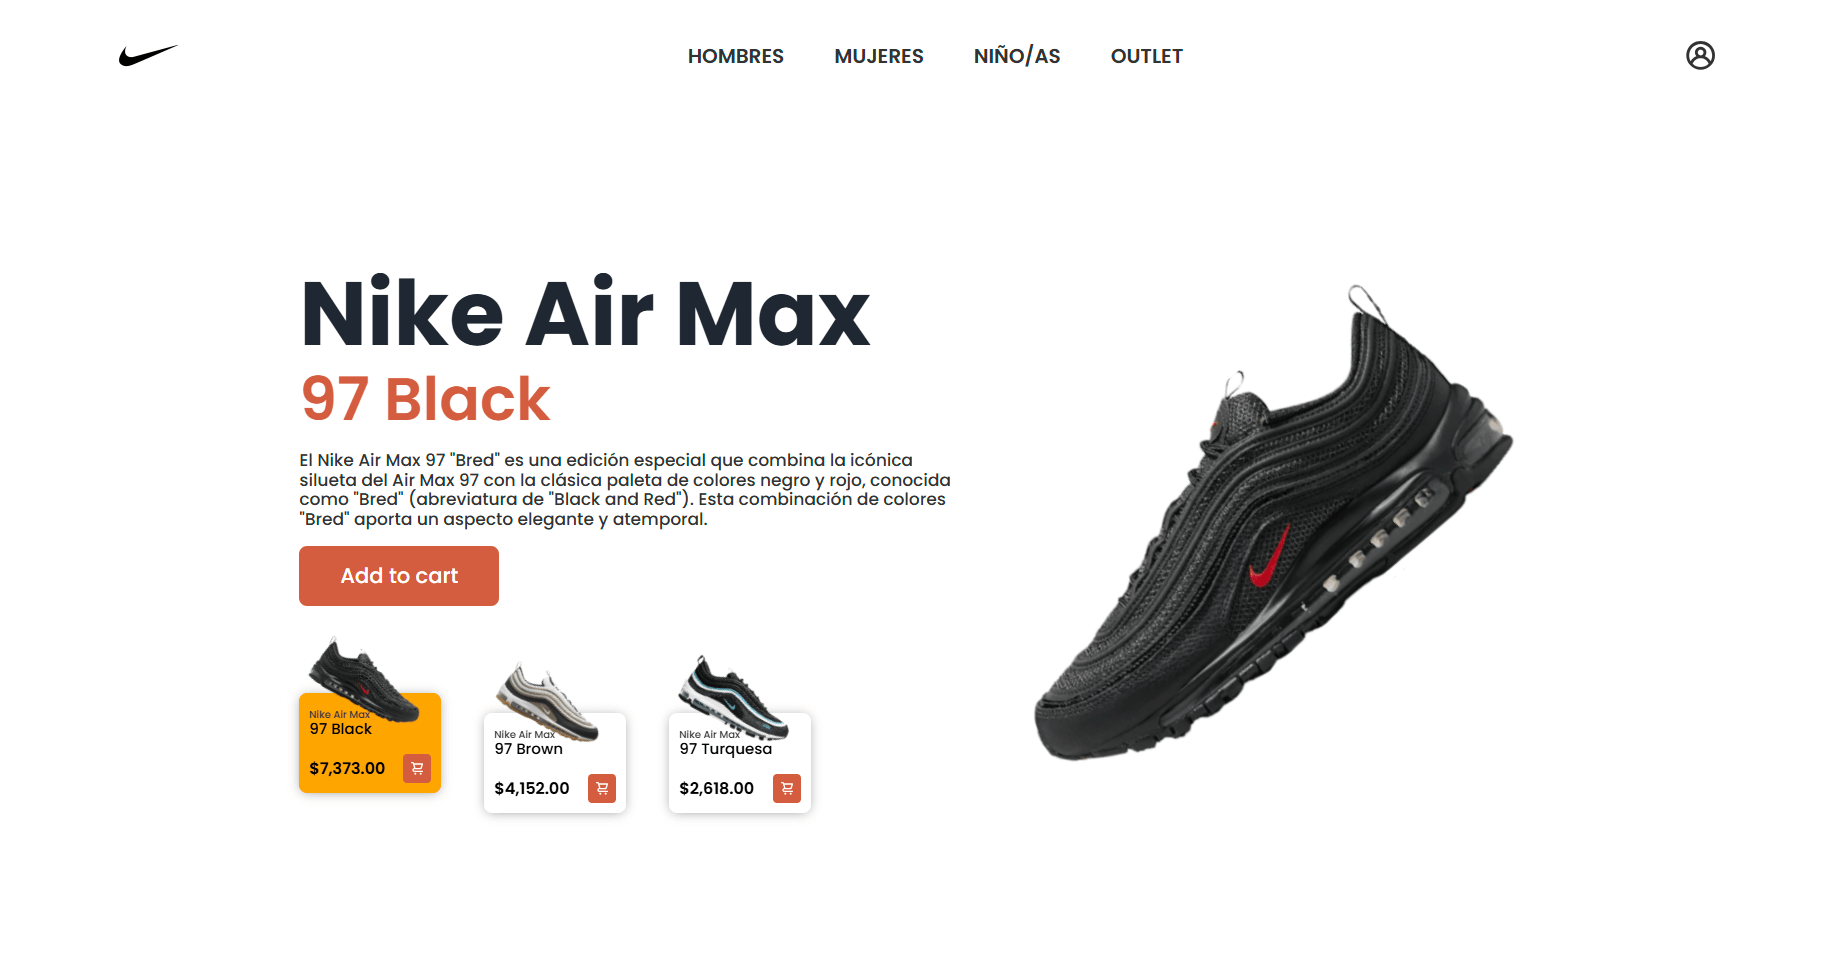 HOMBRES MUJERES NIÑO/AS OUTLET
Nike Air Max
97 Black
El Nike Air Max 97 "Bred" es una edición especial que combina la icónica
silueta del Air Max 97 con la clásica paleta de colores negro y rojo, conocida
como "Bred" (abreviatura de "Black and Red"). Esta combinación de colores
"Bred" aporta un aspecto elegante y atemporal.
Add to cart
Nike Air Max
97 Black
$7,373.00
Nike Air Max
97 Brown
$4,152.00
Nike Air Max
97 Turquesa
$2,618.00